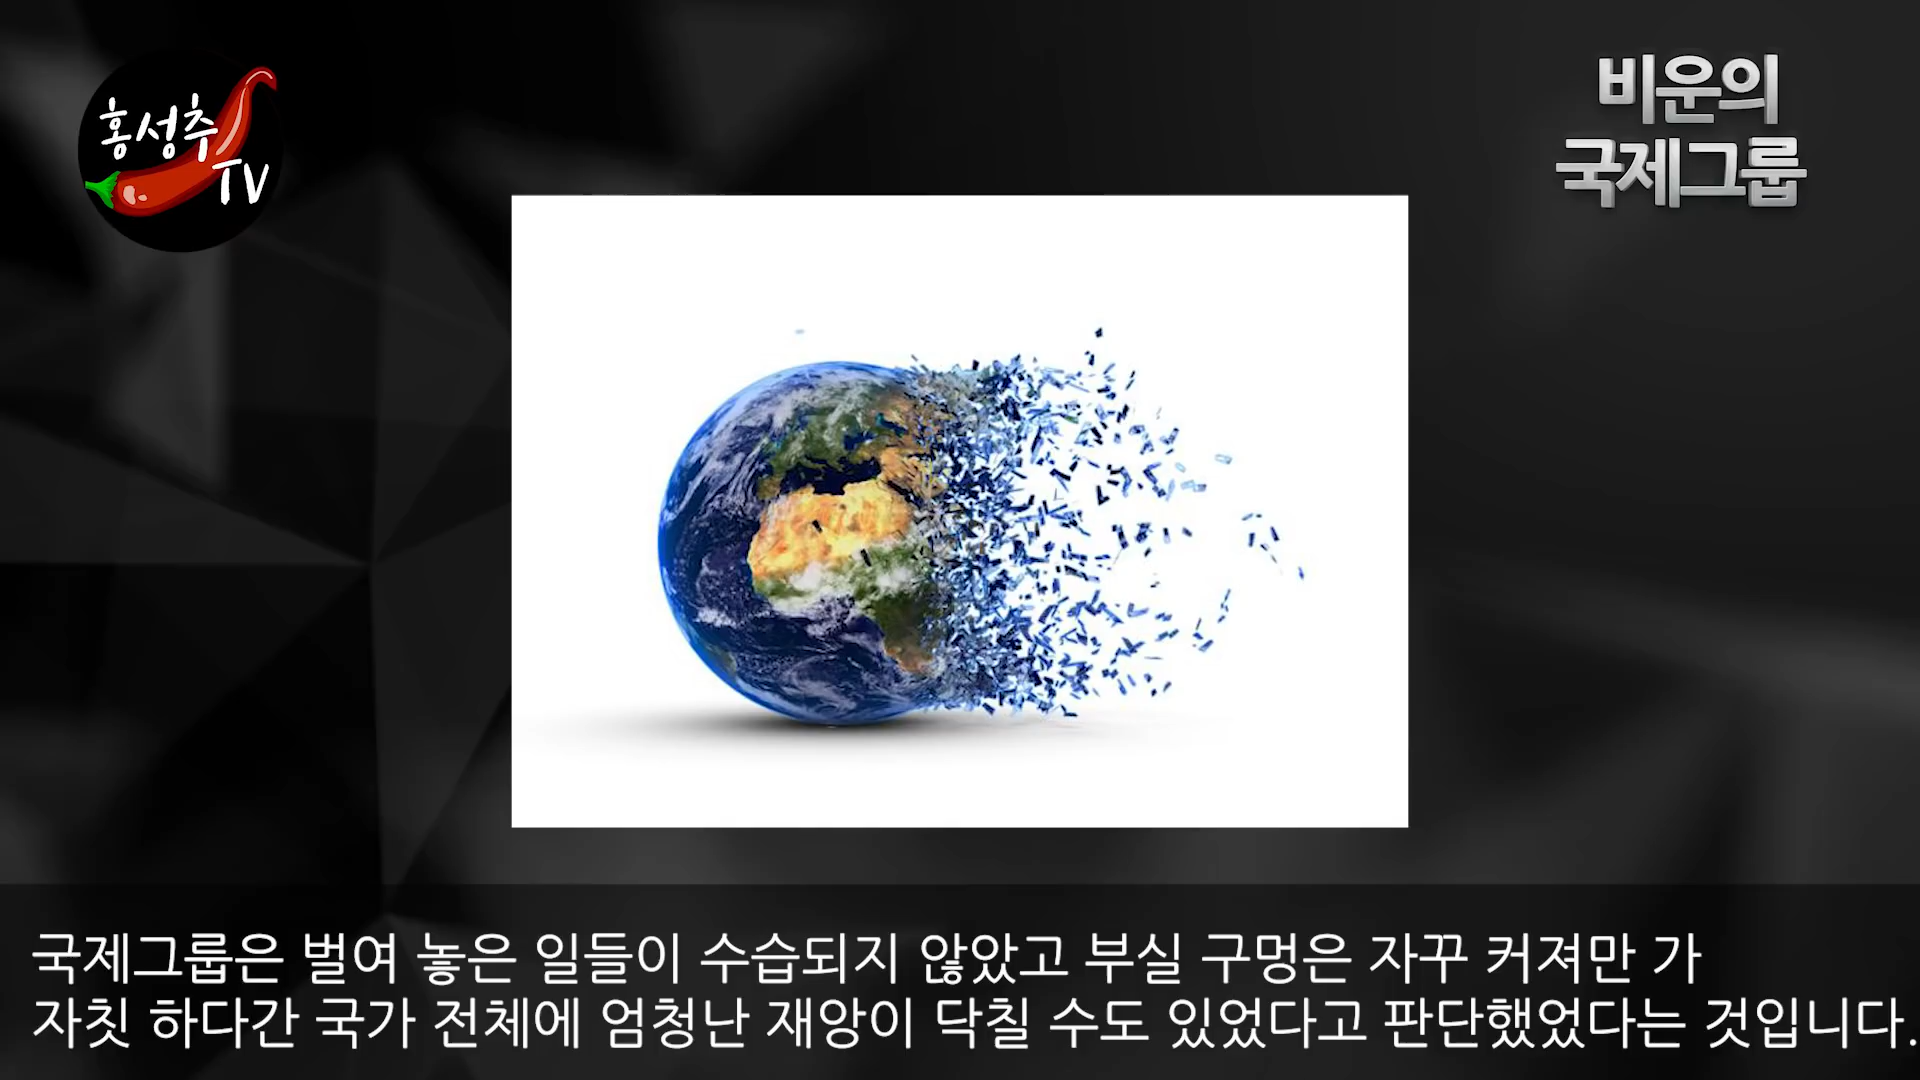 홍성추
TV
비운의
국제그룹
국제그룹은 벌여 놓은 일들이 수습되지 않았고 부실 구멍은 자꾸 커져만 가
자칫 하다간 국가 전체에 엄청난 재앙이 닥칠 수도 있었다고 판단했었다는 것입니다.